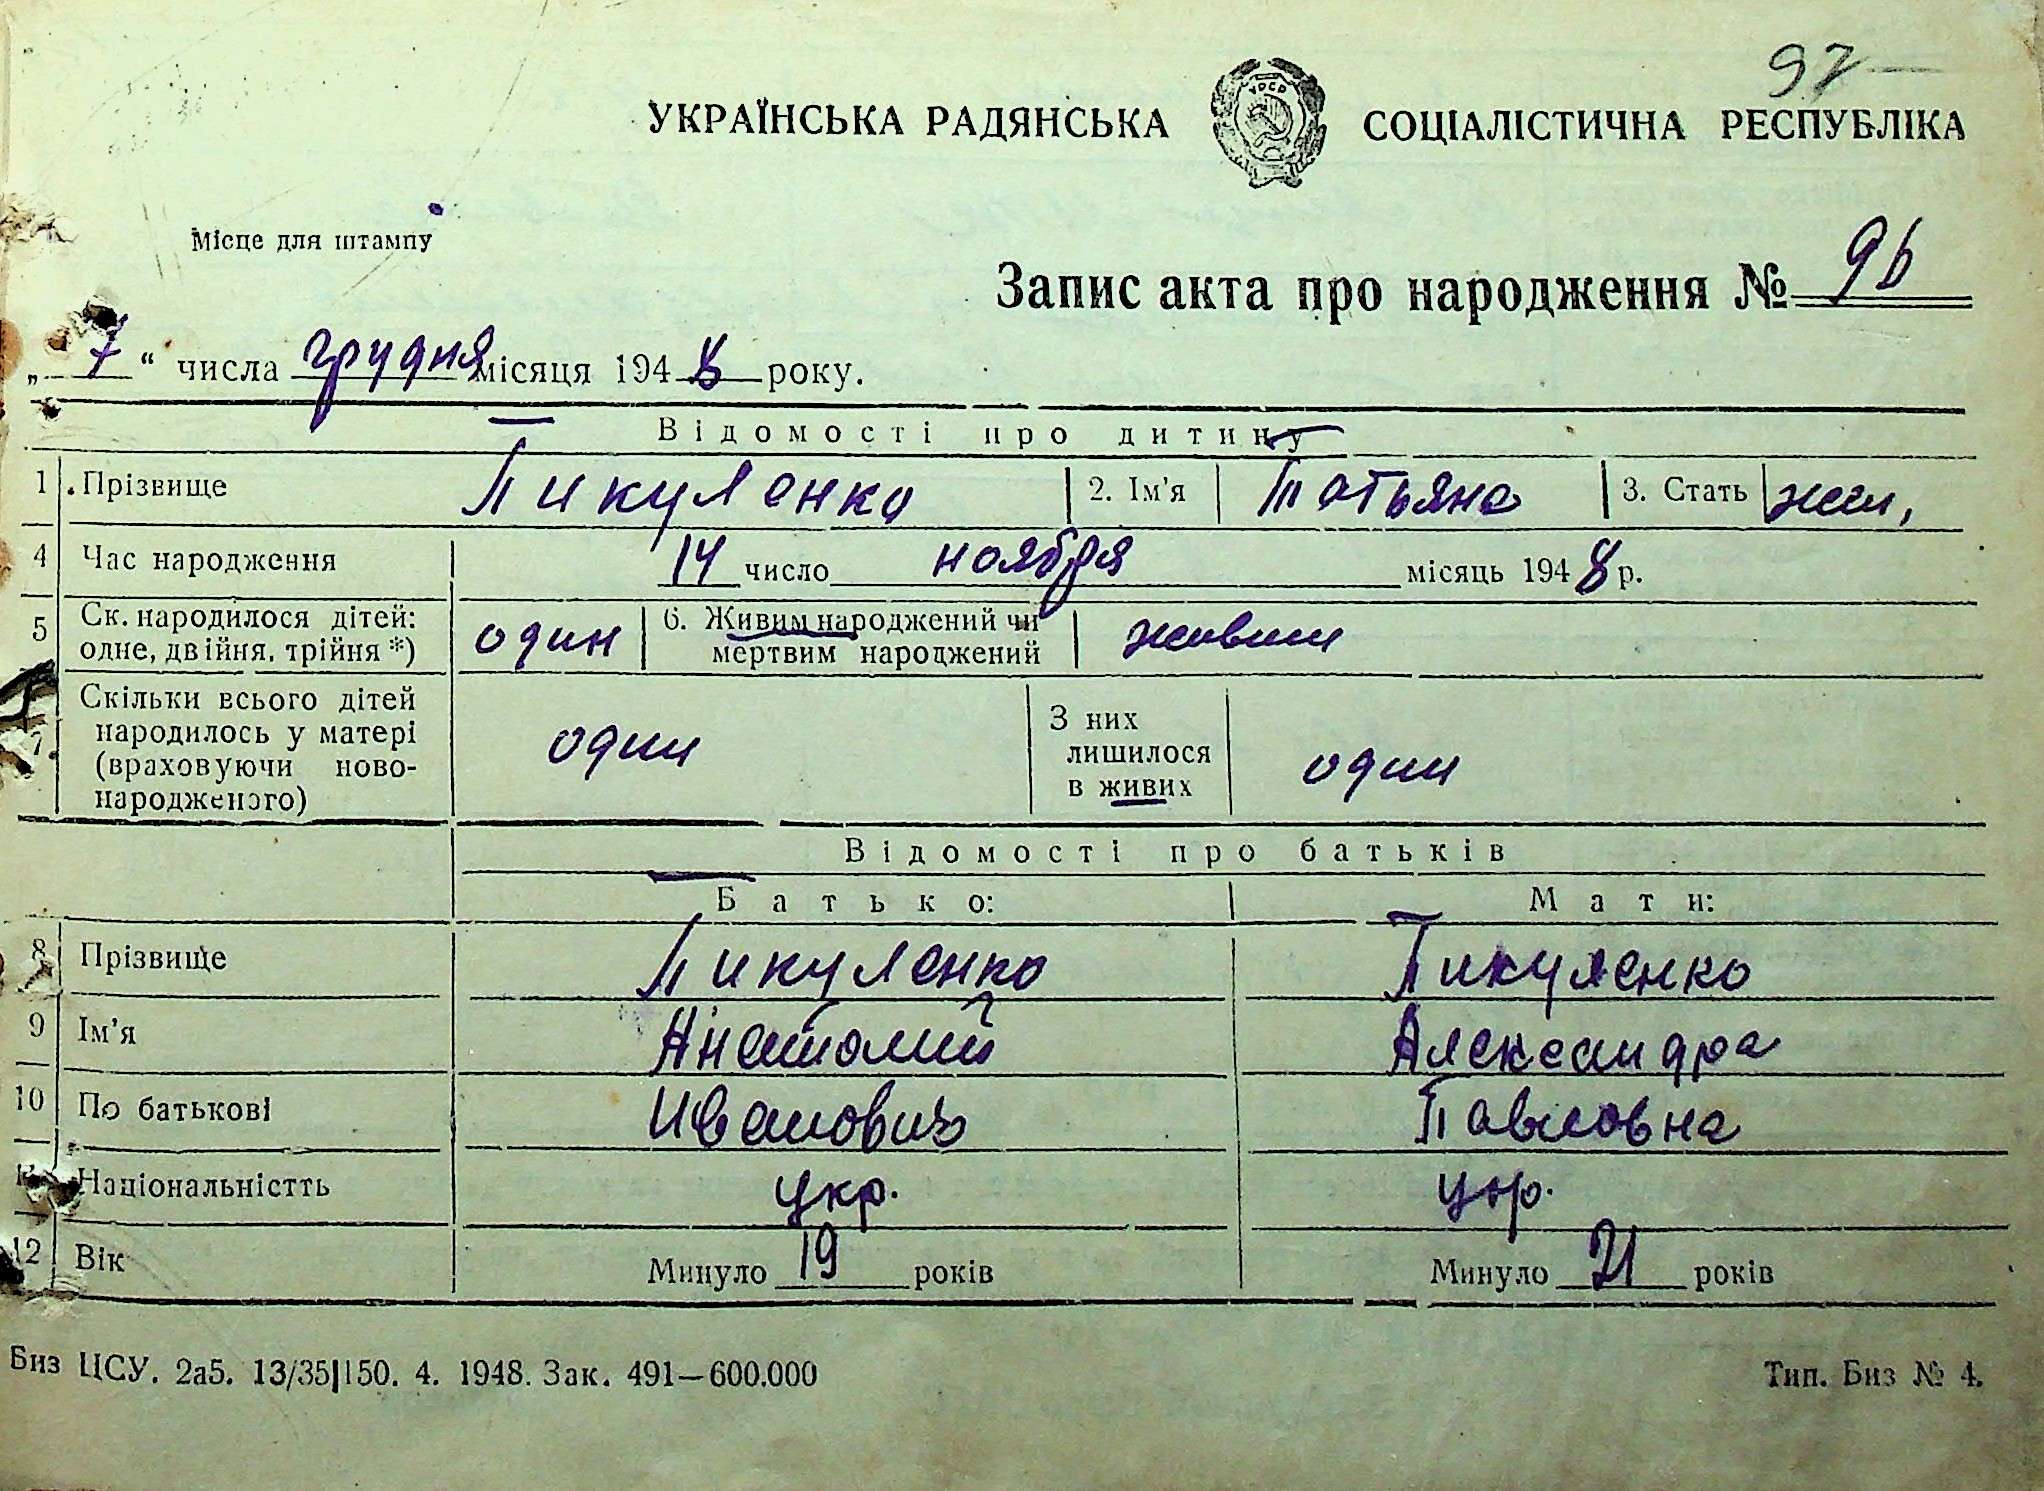 97
УКРАЇНСЬКА РАДЯНСЬКА СОЦІАЛІСТИЧНА РЕСПУБЛІКА
УРСР
Місце для штампу
Запис акта про народження № 96
„ 7 “ числа грудня місяця 1948 року.
Відомості про дитину
1 Прізвище Пикуленко 2. Ім'я Татьяна 3. Стать жен,
4 Час народження 14 число ноября місяць 1948 р.
5 Ск. народилося дітей: один 6. Живим народжений чи живым
одне, двійня, трійня *) мертвим народжений
Скільки всього дітей З них
7. народилось у матері один лишилося один
(враховуючи ново- в живих
народженого)
Відомості про батьків
Батько: Мати:
8 Прізвище Пикуленко Пикуленко
9 Ім'я Анатолий Александра
10 По батькові Иванович Павловна
11 Національністть укр. укр.
12 Вік Минуло 19 років Минуло 21 років
Биз ЦСУ. 2а5. 13/35|150. 4. 1948. Зак. 491—600.000 Тип. Биз № 4.